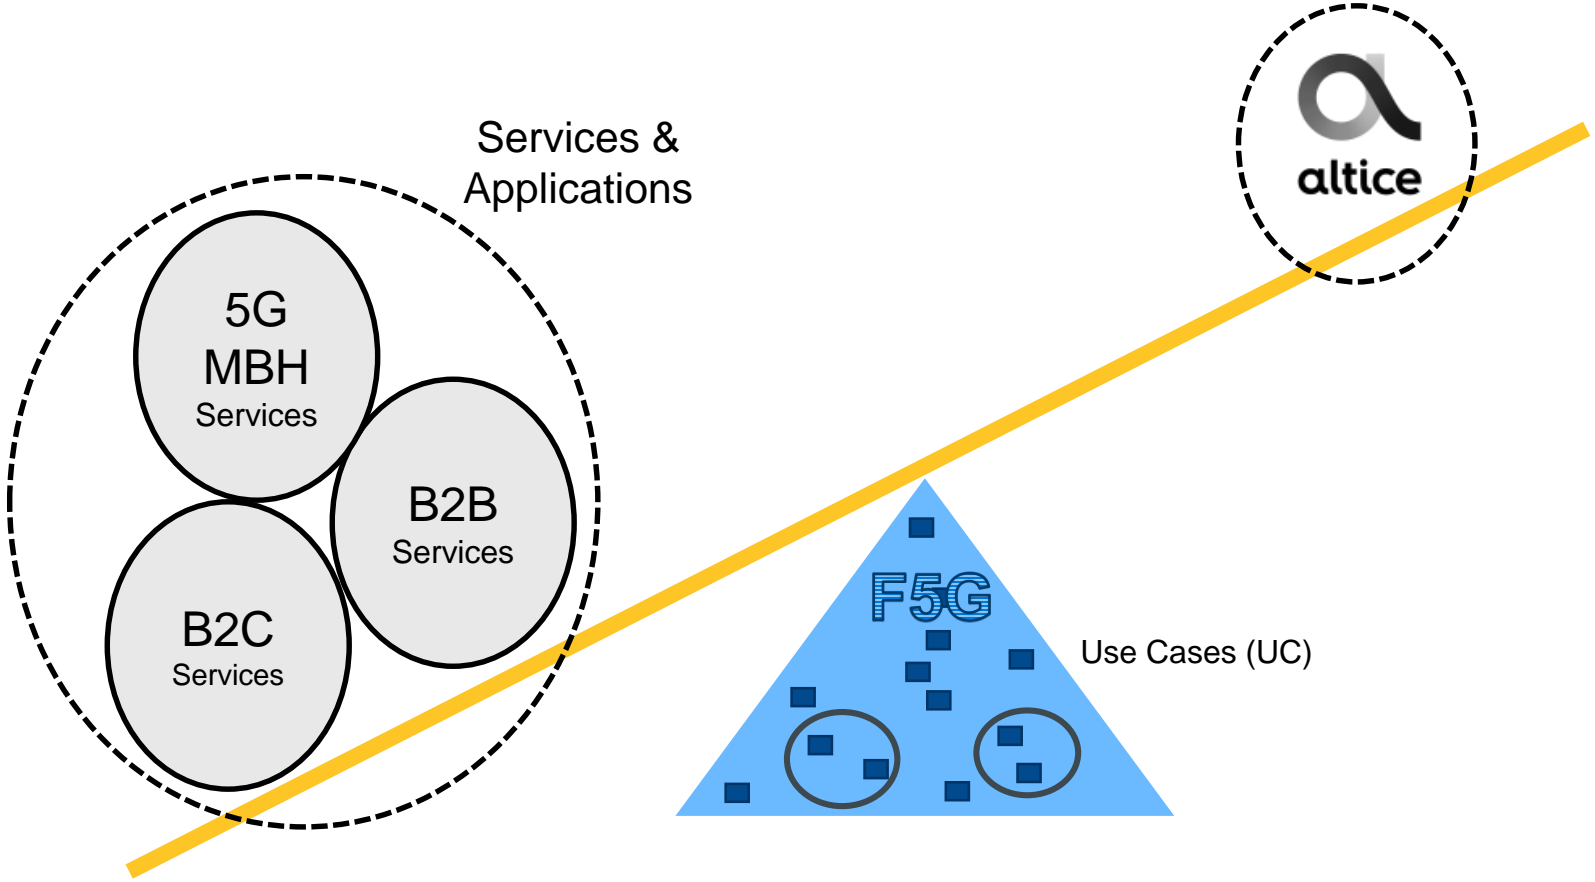 Services &
Applications
5G
MBH
Services
B2B
Services
B2C
Services
altice
F5G
Use Cases (UC)